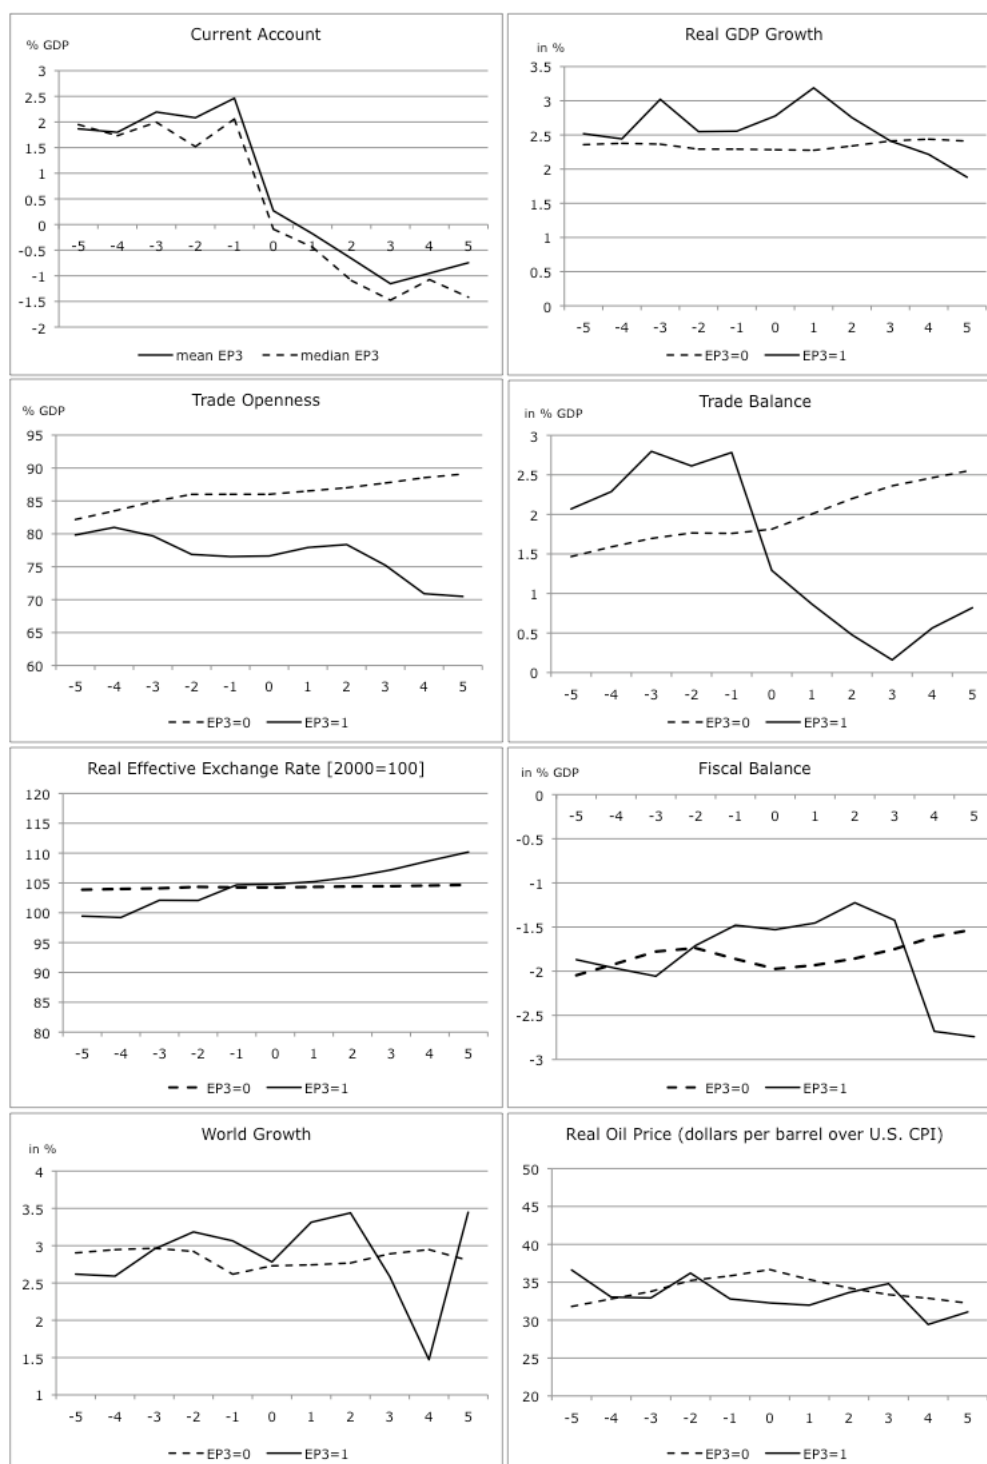 Current Account
% GDP
3
2.5
2
1.5
1
0.5
0
-0.5
-1
-1.5
-2
-5 -4 -3 -2 -1 0 1 2 3 4 5
mean EP3 median EP3
Real GDP Growth
in %
3.5
3
2.5
2
1.5
1
0.5
0
-5 -4 -3 -2 -1 0 1 2 3 4 5
EP3=0 EP3=1
Trade Openness
% GDP
95
90
85
80
75
70
65
60
-5 -4 -3 -2 -1 0 1 2 3 4 5
EP3=0 EP3=1
Trade Balance
in % GDP
3
2.5
2
1.5
1
0.5
0
-5 -4 -3 -2 -1 0 1 2 3 4 5
EP3=0 EP3=1
Real Effective Exchange Rate [2000=100]
120
115
110
105
100
95
90
85
80
-5 -4 -3 -2 -1 0 1 2 3 4 5
EP3=0 EP3=1
Fiscal Balance
in % GDP
0
-0.5
-1
-1.5
-2
-2.5
-3
-5 -4 -3 -2 -1 0 1 2 3 4 5
EP3=0 EP3=1
World Growth
in %
4
3.5
3
2.5
2
1.5
1
-5 -4 -3 -2 -1 0 1 2 3 4 5
EP3=0 EP3=1
Real Oil Price (dollars per barrel over U.S. CPI)
50
45
40
35
30
25
20
-5 -4 -3 -2 -1 0 1 2 3 4 5
EP3=0 EP3=1